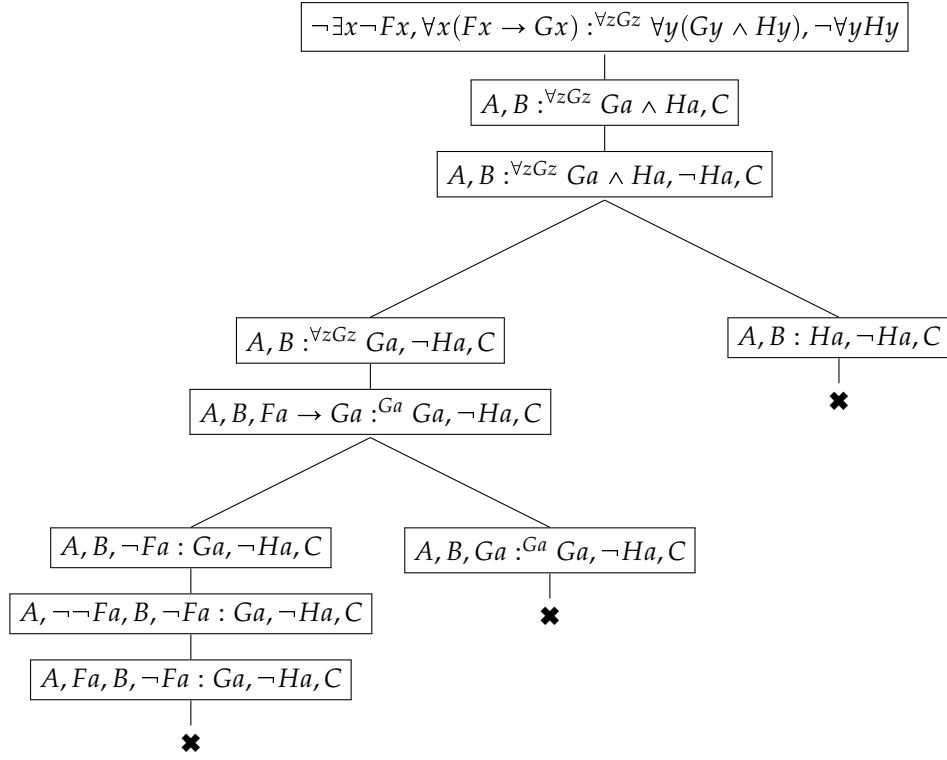 ¬∃x¬Fx, ∀x(Fx → Gx) :^{∀zGz} ∀y(Gy ∧ Hy), ¬∀yHy
A, B :^{∀zGz} Ga ∧ Ha, C
A, B :^{∀zGz} Ga ∧ Ha, ¬Ha, C
A, B :^{∀zGz} Ga, ¬Ha, C
A, B : Ha, ¬Ha, C
✖
A, B, Fa → Ga :^{Ga} Ga, ¬Ha, C
A, B, ¬Fa : Ga, ¬Ha, C
A, B, Ga :^{Ga} Ga, ¬Ha, C
A, ¬¬Fa, B, ¬Fa : Ga, ¬Ha, C
✖
A, Fa, B, ¬Fa : Ga, ¬Ha, C
✖